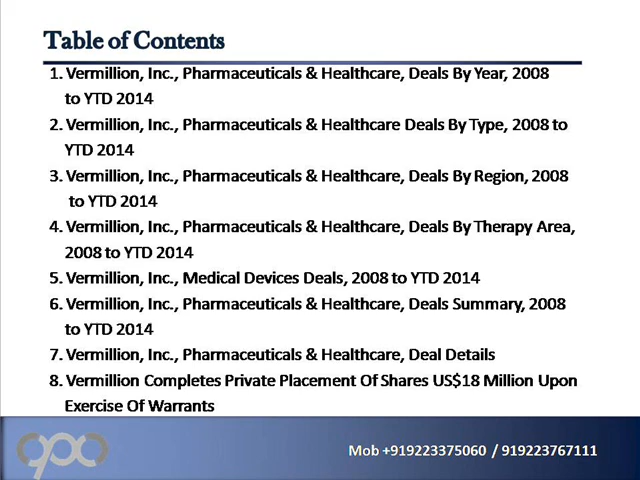 Table of Contents
1. Vermillion, Inc., Pharmaceuticals & Healthcare, Deals By Year, 2008
to YTD 2014
2. Vermillion, Inc., Pharmaceuticals & Healthcare Deals By Type, 2008 to
YTD 2014
3. Vermillion, Inc., Pharmaceuticals & Healthcare, Deals By Region, 2008
to YTD 2014
4. Vermillion, Inc., Pharmaceuticals & Healthcare, Deals By Therapy Area,
2008 to YTD 2014
5. Vermillion, Inc., Medical Devices Deals, 2008 to YTD 2014
6. Vermillion, Inc., Pharmaceuticals & Healthcare, Deals Summary, 2008
to YTD 2014
7. Vermillion, Inc., Pharmaceuticals & Healthcare, Deal Details
8. Vermillion Completes Private Placement Of Shares US$18 Million Upon
Exercise Of Warrants
Mob +919223375060 / 919223767111